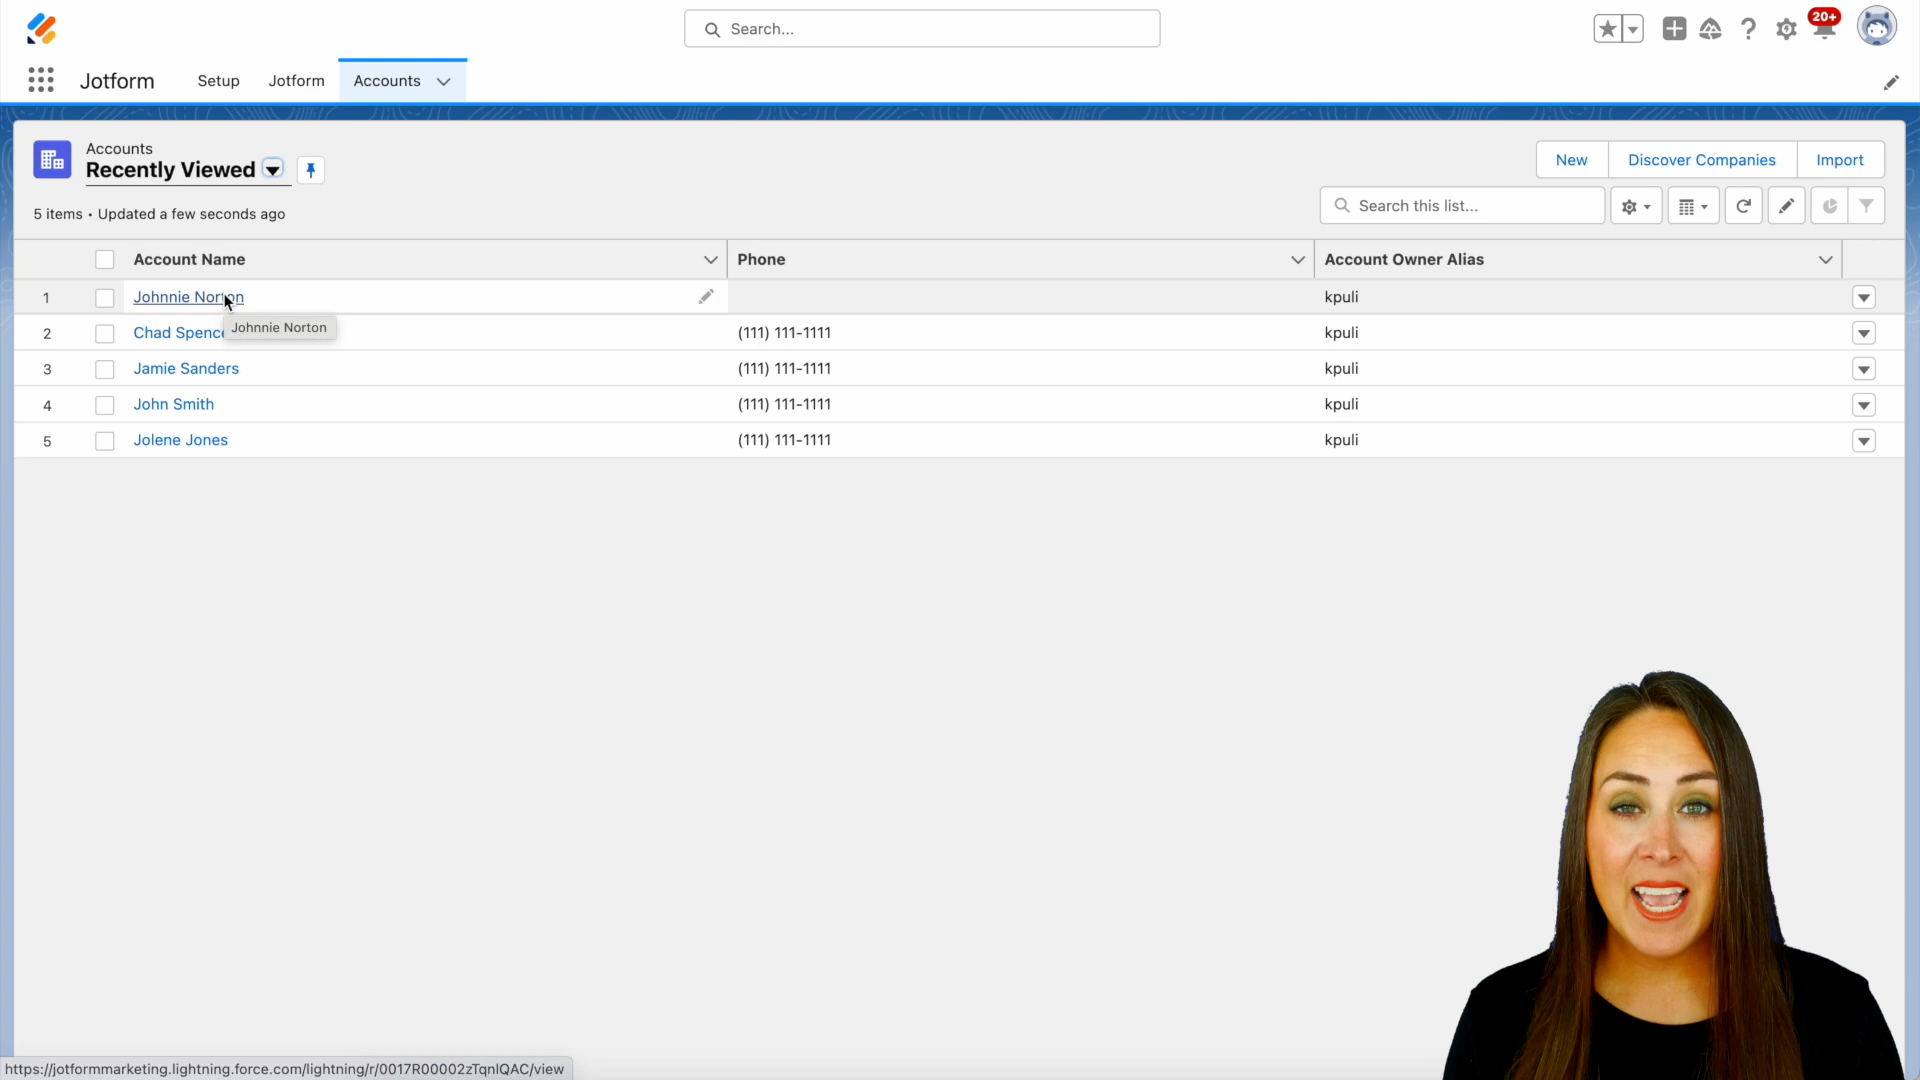 Search...
20+
Jotform
Setup
Jotform
Accounts
Accounts
Recently Viewed
New
Discover Companies
Import
5 items • Updated a few seconds ago
Search this list...
Account Name
Phone
Account Owner Alias
1
Johnnie Norton
kpuli
Johnnie Norton
2
Chad Spence
(111) 111-1111
kpuli
3
Jamie Sanders
(111) 111-1111
kpuli
4
John Smith
(111) 111-1111
kpuli
5
Jolene Jones
(111) 111-1111
kpuli
https://jotformmarketing.lightning.force.com/lightning/r/0017R00002zTqnlQAC/view